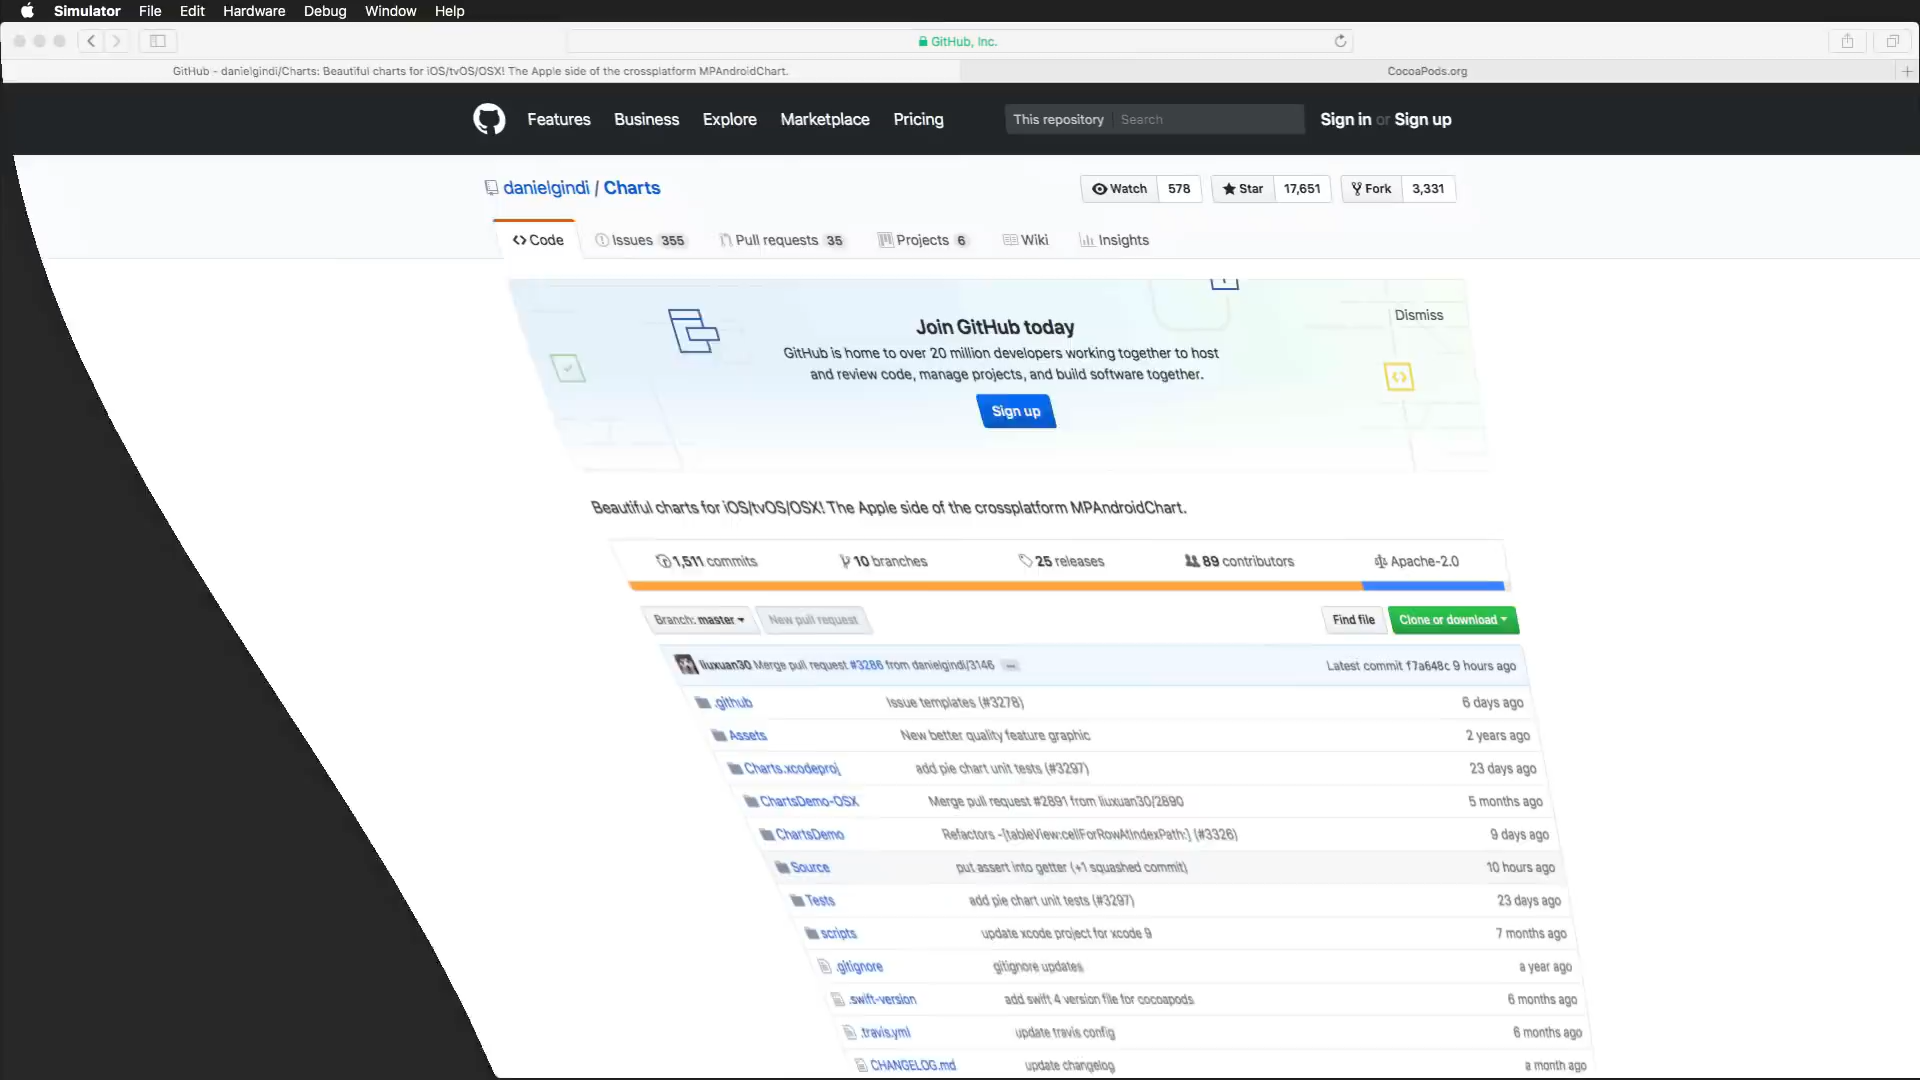 Simulator File Edit Hardware Debug Window Help
GitHub, Inc.
GitHub - danielgindi/Charts: Beautiful charts for iOS/tvOS/OSX! The Apple side of the crossplatform MPAndroidChart.
CocoaPods.org
Features Business Explore Marketplace Pricing This repository Search Sign in or Sign up
danielgindi / Charts Watch 578 Star 17,651 Fork 3,331
Code Issues 355 Pull requests 35 Projects 6 Wiki Insights
Dismiss
Join GitHub today
GitHub is home to over 20 million developers working together to host
and review code, manage projects, and build software together.
Sign up
Beautiful charts for iOS/tvOS/OSX! The Apple side of the crossplatform MPAndroidChart.
1,511 commits 10 branches 25 releases 89 contributors Apache-2.0
Branch: master New pull request Find file Clone or download
liuxuan30 Merge pull request #3286 from danielgindi/3146 … Latest commit f7a648c 9 hours ago
.github Issue templates (#3278) 6 days ago
Assets New better quality feature graphic 2 years ago
Charts.xcodeproj add pie chart unit tests (#3297) 23 days ago
ChartsDemo-OSX Merge pull request #2891 from liuxuan30/2890 5 months ago
ChartsDemo Refactors -[tableView:cellForRowAtIndexPath:] (#3326) 9 days ago
Source put assert into getter (+1 squashed commit) 10 hours ago
Tests add pie chart unit tests (#3297) 23 days ago
scripts update xcode project for xcode 9 7 months ago
.gitignore gitignore updates a year ago
.swift-version add swift 4 version file for cocoapods 6 months ago
.travis.yml update travis config 6 months ago
CHANGELOG.md update changelog a month ago